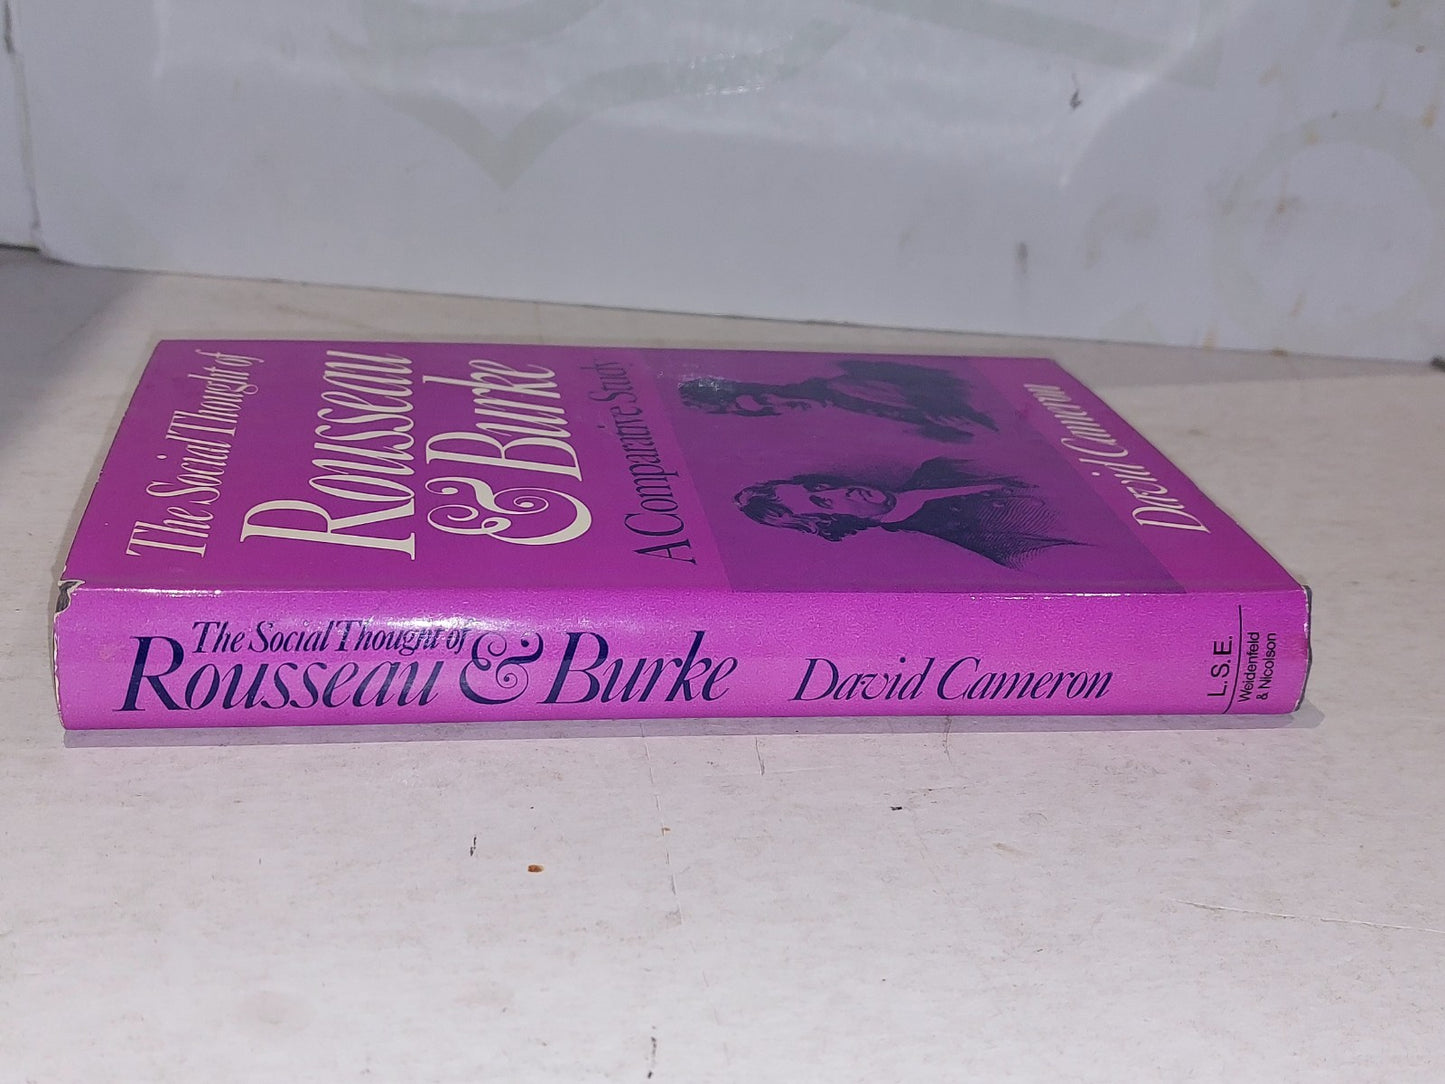 The Social Thought of
Rousseau
& Burke
A Comparative Study
David Cameron
The Social Thought of
Rousseau & Burke
David Cameron
L.S.E.
Weidenfeld
& Nicolson